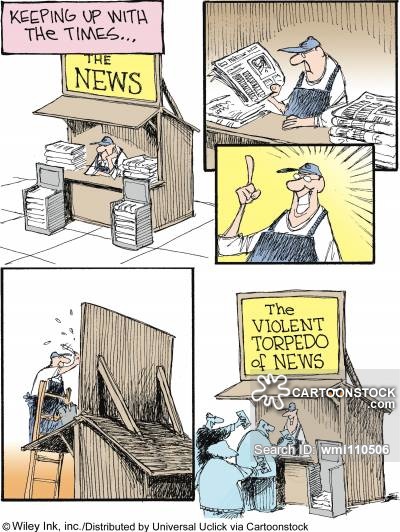 KEEPING UP WITH
THE TIMES...
THE
NEWS
The
VIOLENT
TORPEDO
of NEWS
CARTOONSTOCK
.com
Search ID: wmi110506
© Wiley Ink, inc./Distributed by Universal Uclick via Cartoonstock